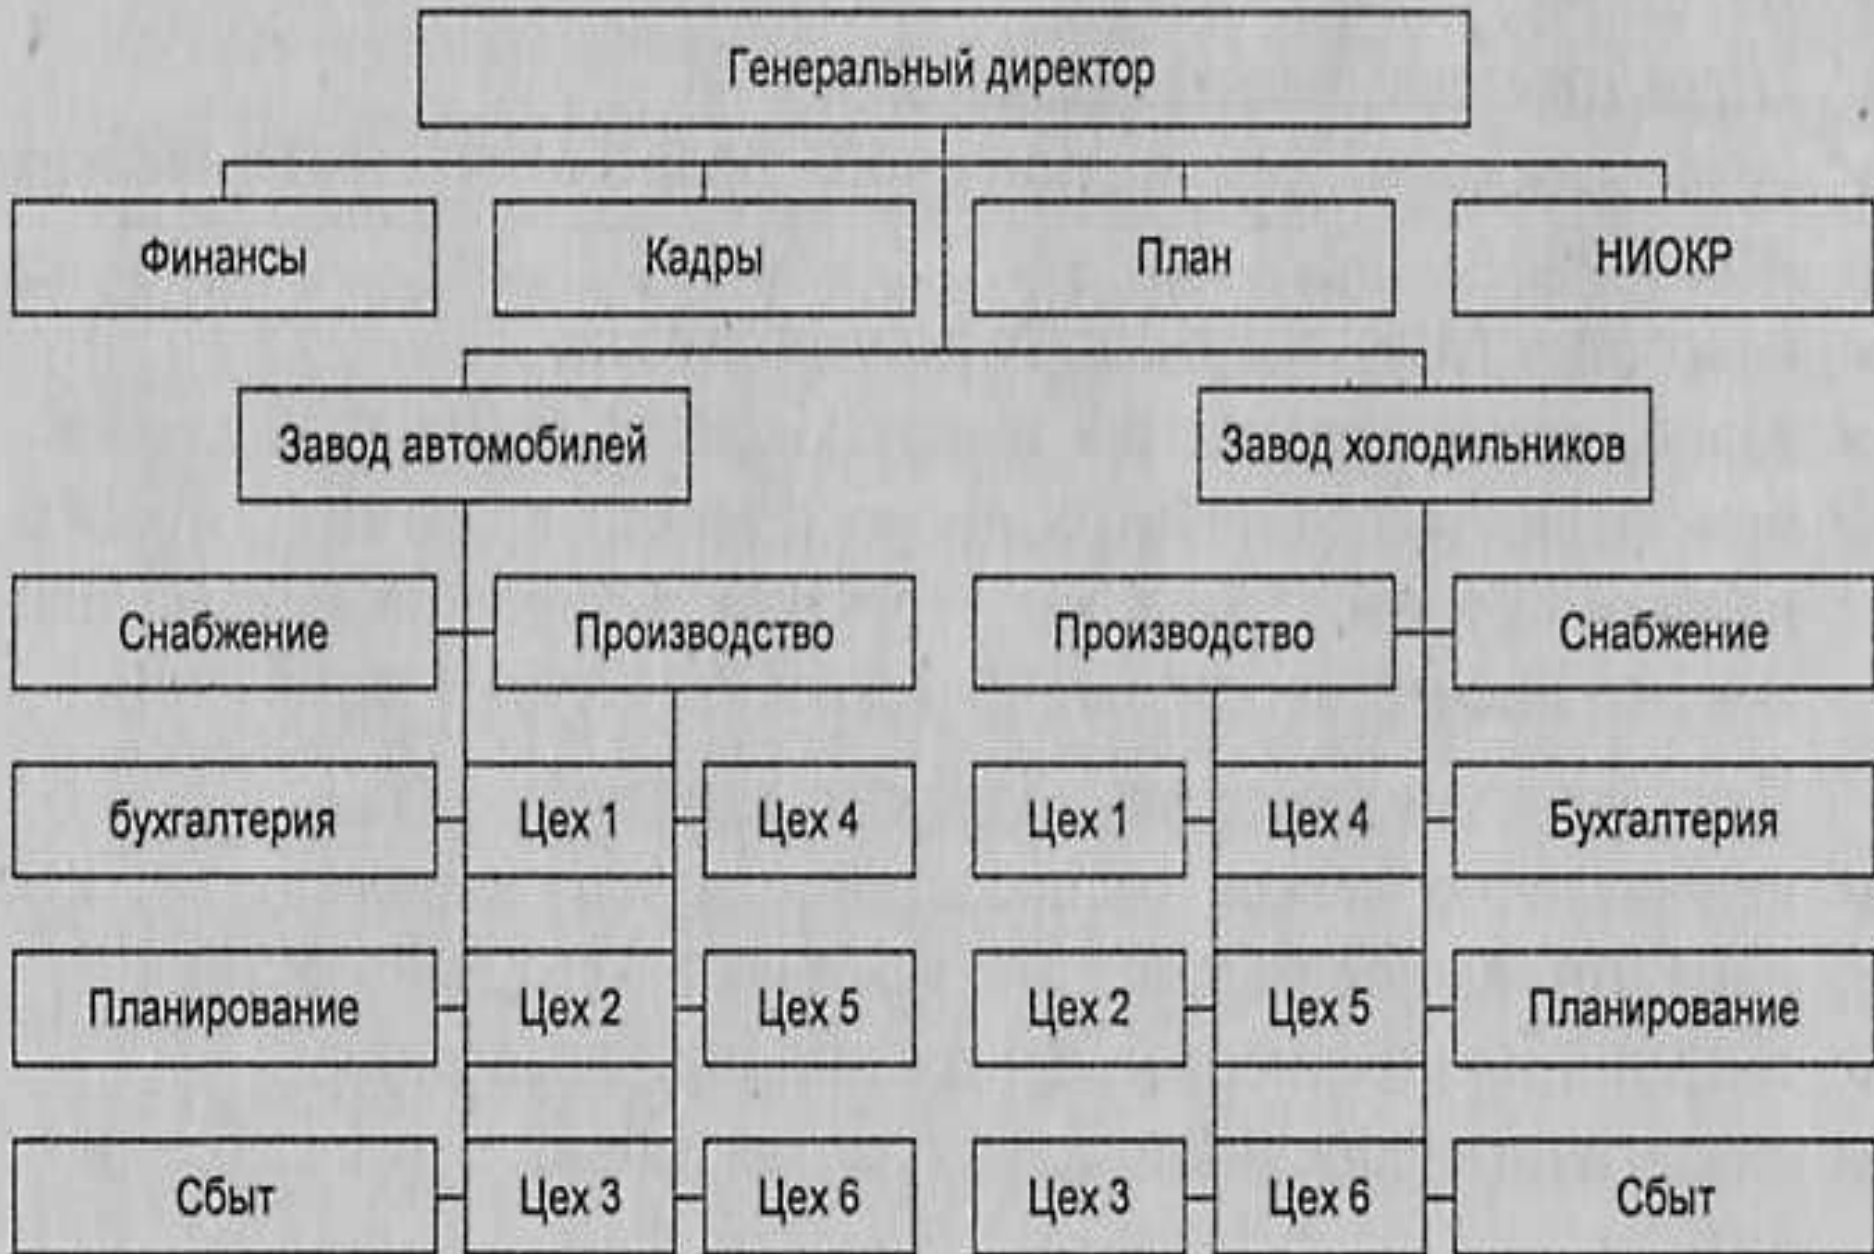 Генеральный директор
Финансы
Кадры
План
НИОКР
Завод автомобилей
Завод холодильников
Снабжение
Производство
Производство
Снабжение
бухгалтерия
Цех 1
Цех 4
Цех 1
Цех 4
Бухгалтерия
Планирование
Цех 2
Цех 5
Цех 2
Цех 5
Планирование
Сбыт
Цех 3
Цех 6
Цех 3
Цех 6
Сбыт